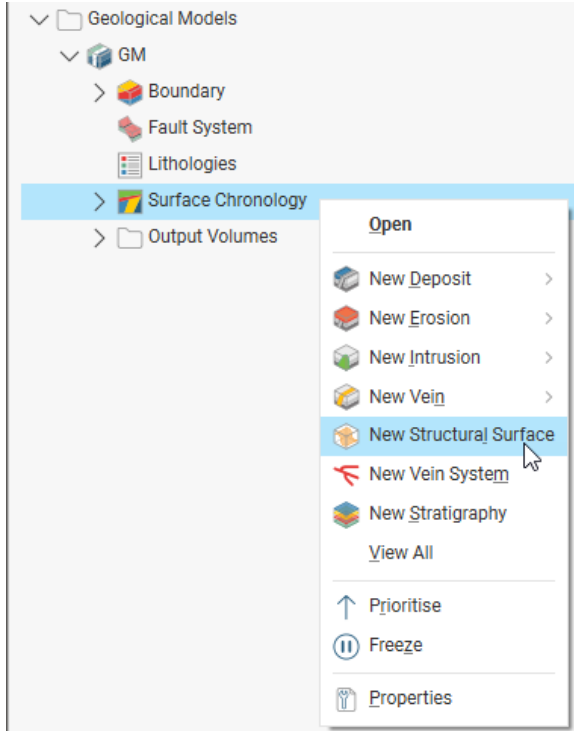 Geological Models
GM
Boundary
Fault System
Lithologies
Surface Chronology
Output Volumes
Open
New Deposit
New Erosion
New Intrusion
New Vein
New Structural Surface
New Vein System
New Stratigraphy
View All
Prioritise
Freeze
Properties